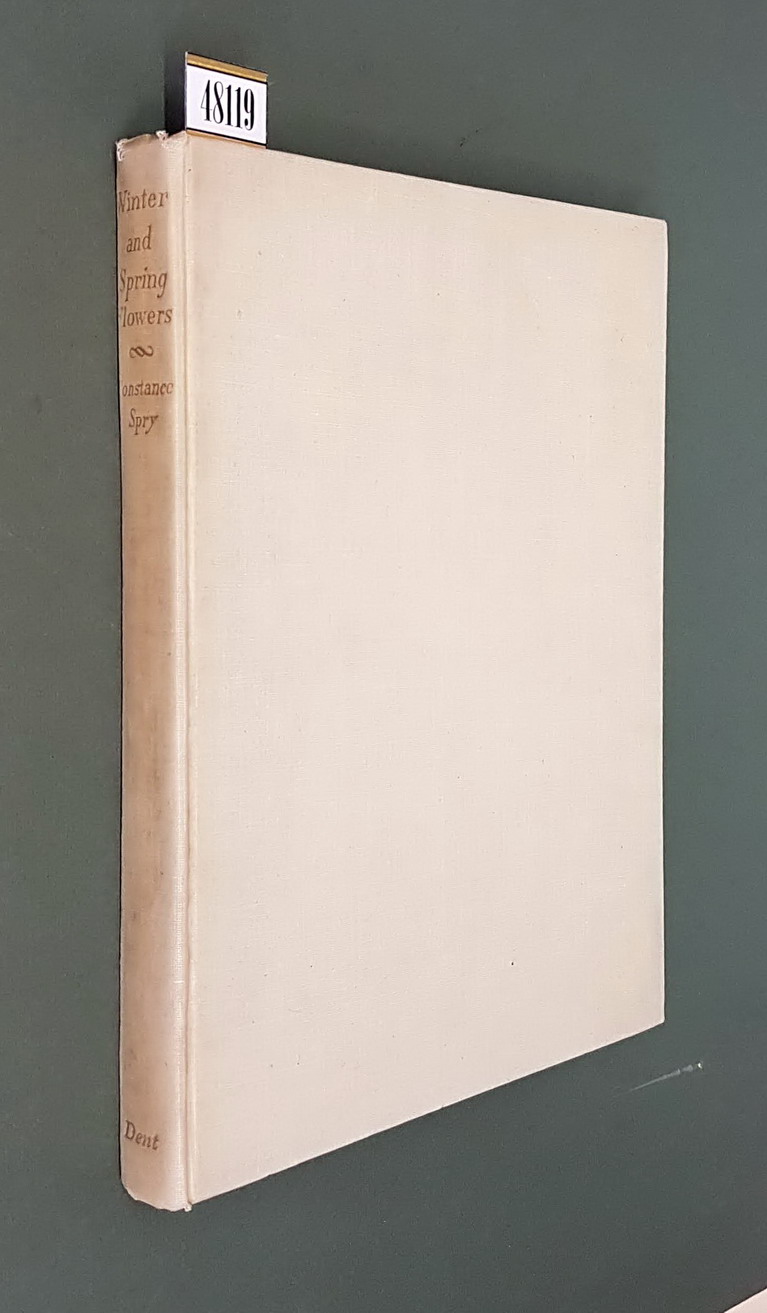 48119
Winter
and
Spring
Flowers
Constance
Spry
Dent